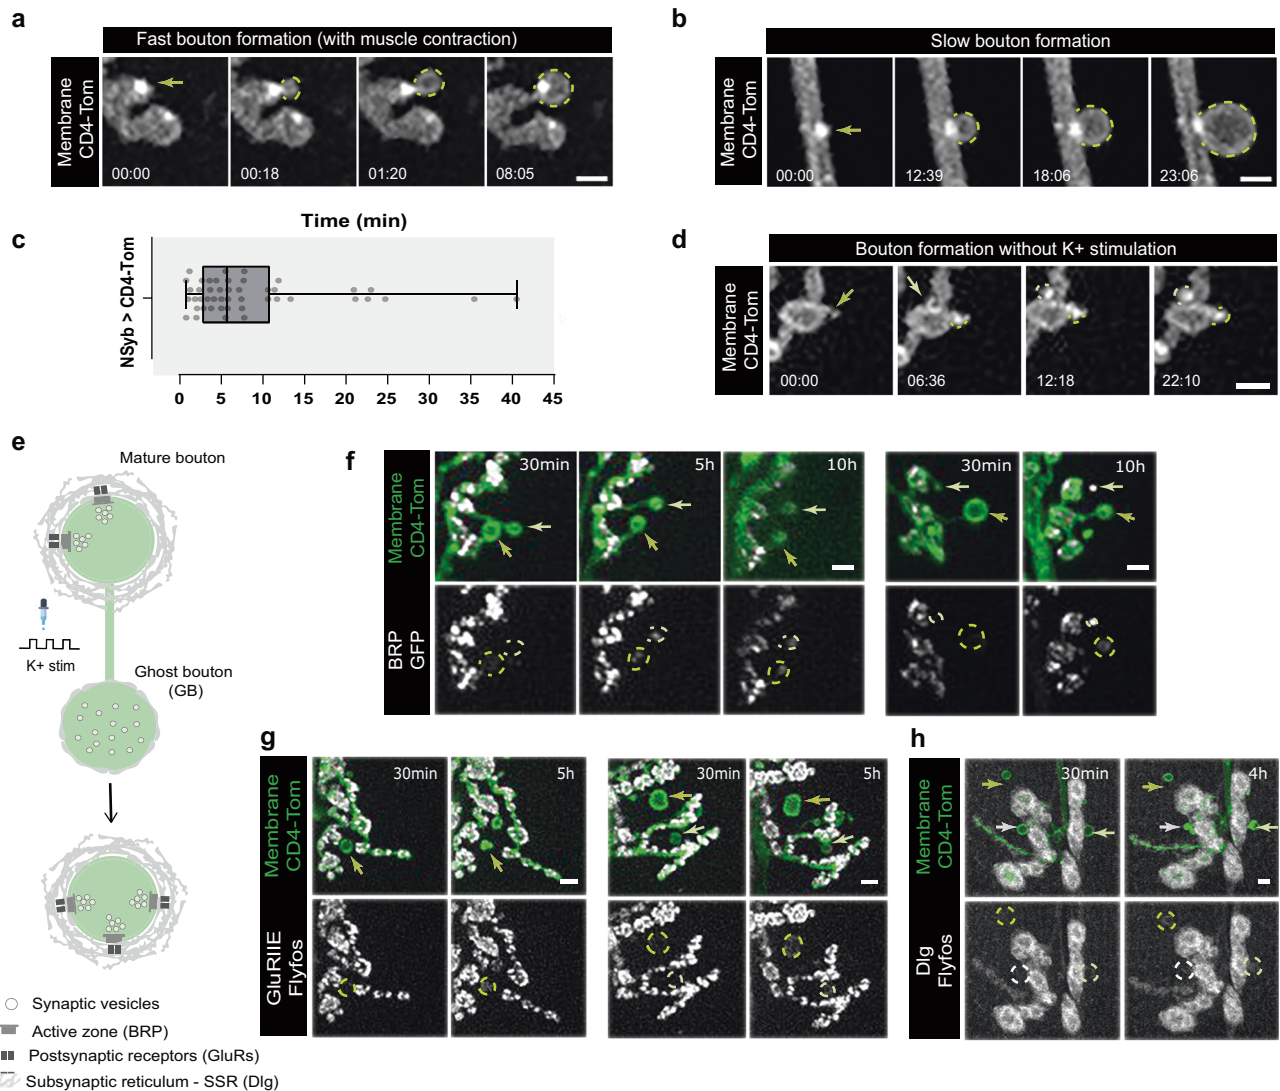 a
Fast bouton formation (with muscle contraction)
Membrane
CD4-Tom
00:00
00:18
01:20
08:05
b
Slow bouton formation
Membrane
CD4-Tom
00:00
12:39
18:06
23:06
c
Time (min)
NSyb > CD4-Tom
0 5 10 15 20 25 30 35 40 45
d
Bouton formation without K+ stimulation
Membrane
CD4-Tom
00:00
06:36
12:18
22:10
e
Mature bouton
K+ stim
Ghost bouton
(GB)
Synaptic vesicles
Active zone (BRP)
Postsynaptic receptors (GluRs)
Subsynaptic reticulum - SSR (Dlg)
f
Membrane
CD4-Tom
30min
5h
10h
30min
10h
BRP
GFP
g
Membrane
CD4-Tom
30min
5h
30min
5h
GluRIIE
Flyfos
h
Membrane
CD4-Tom
30min
4h
Dlg
Flyfos